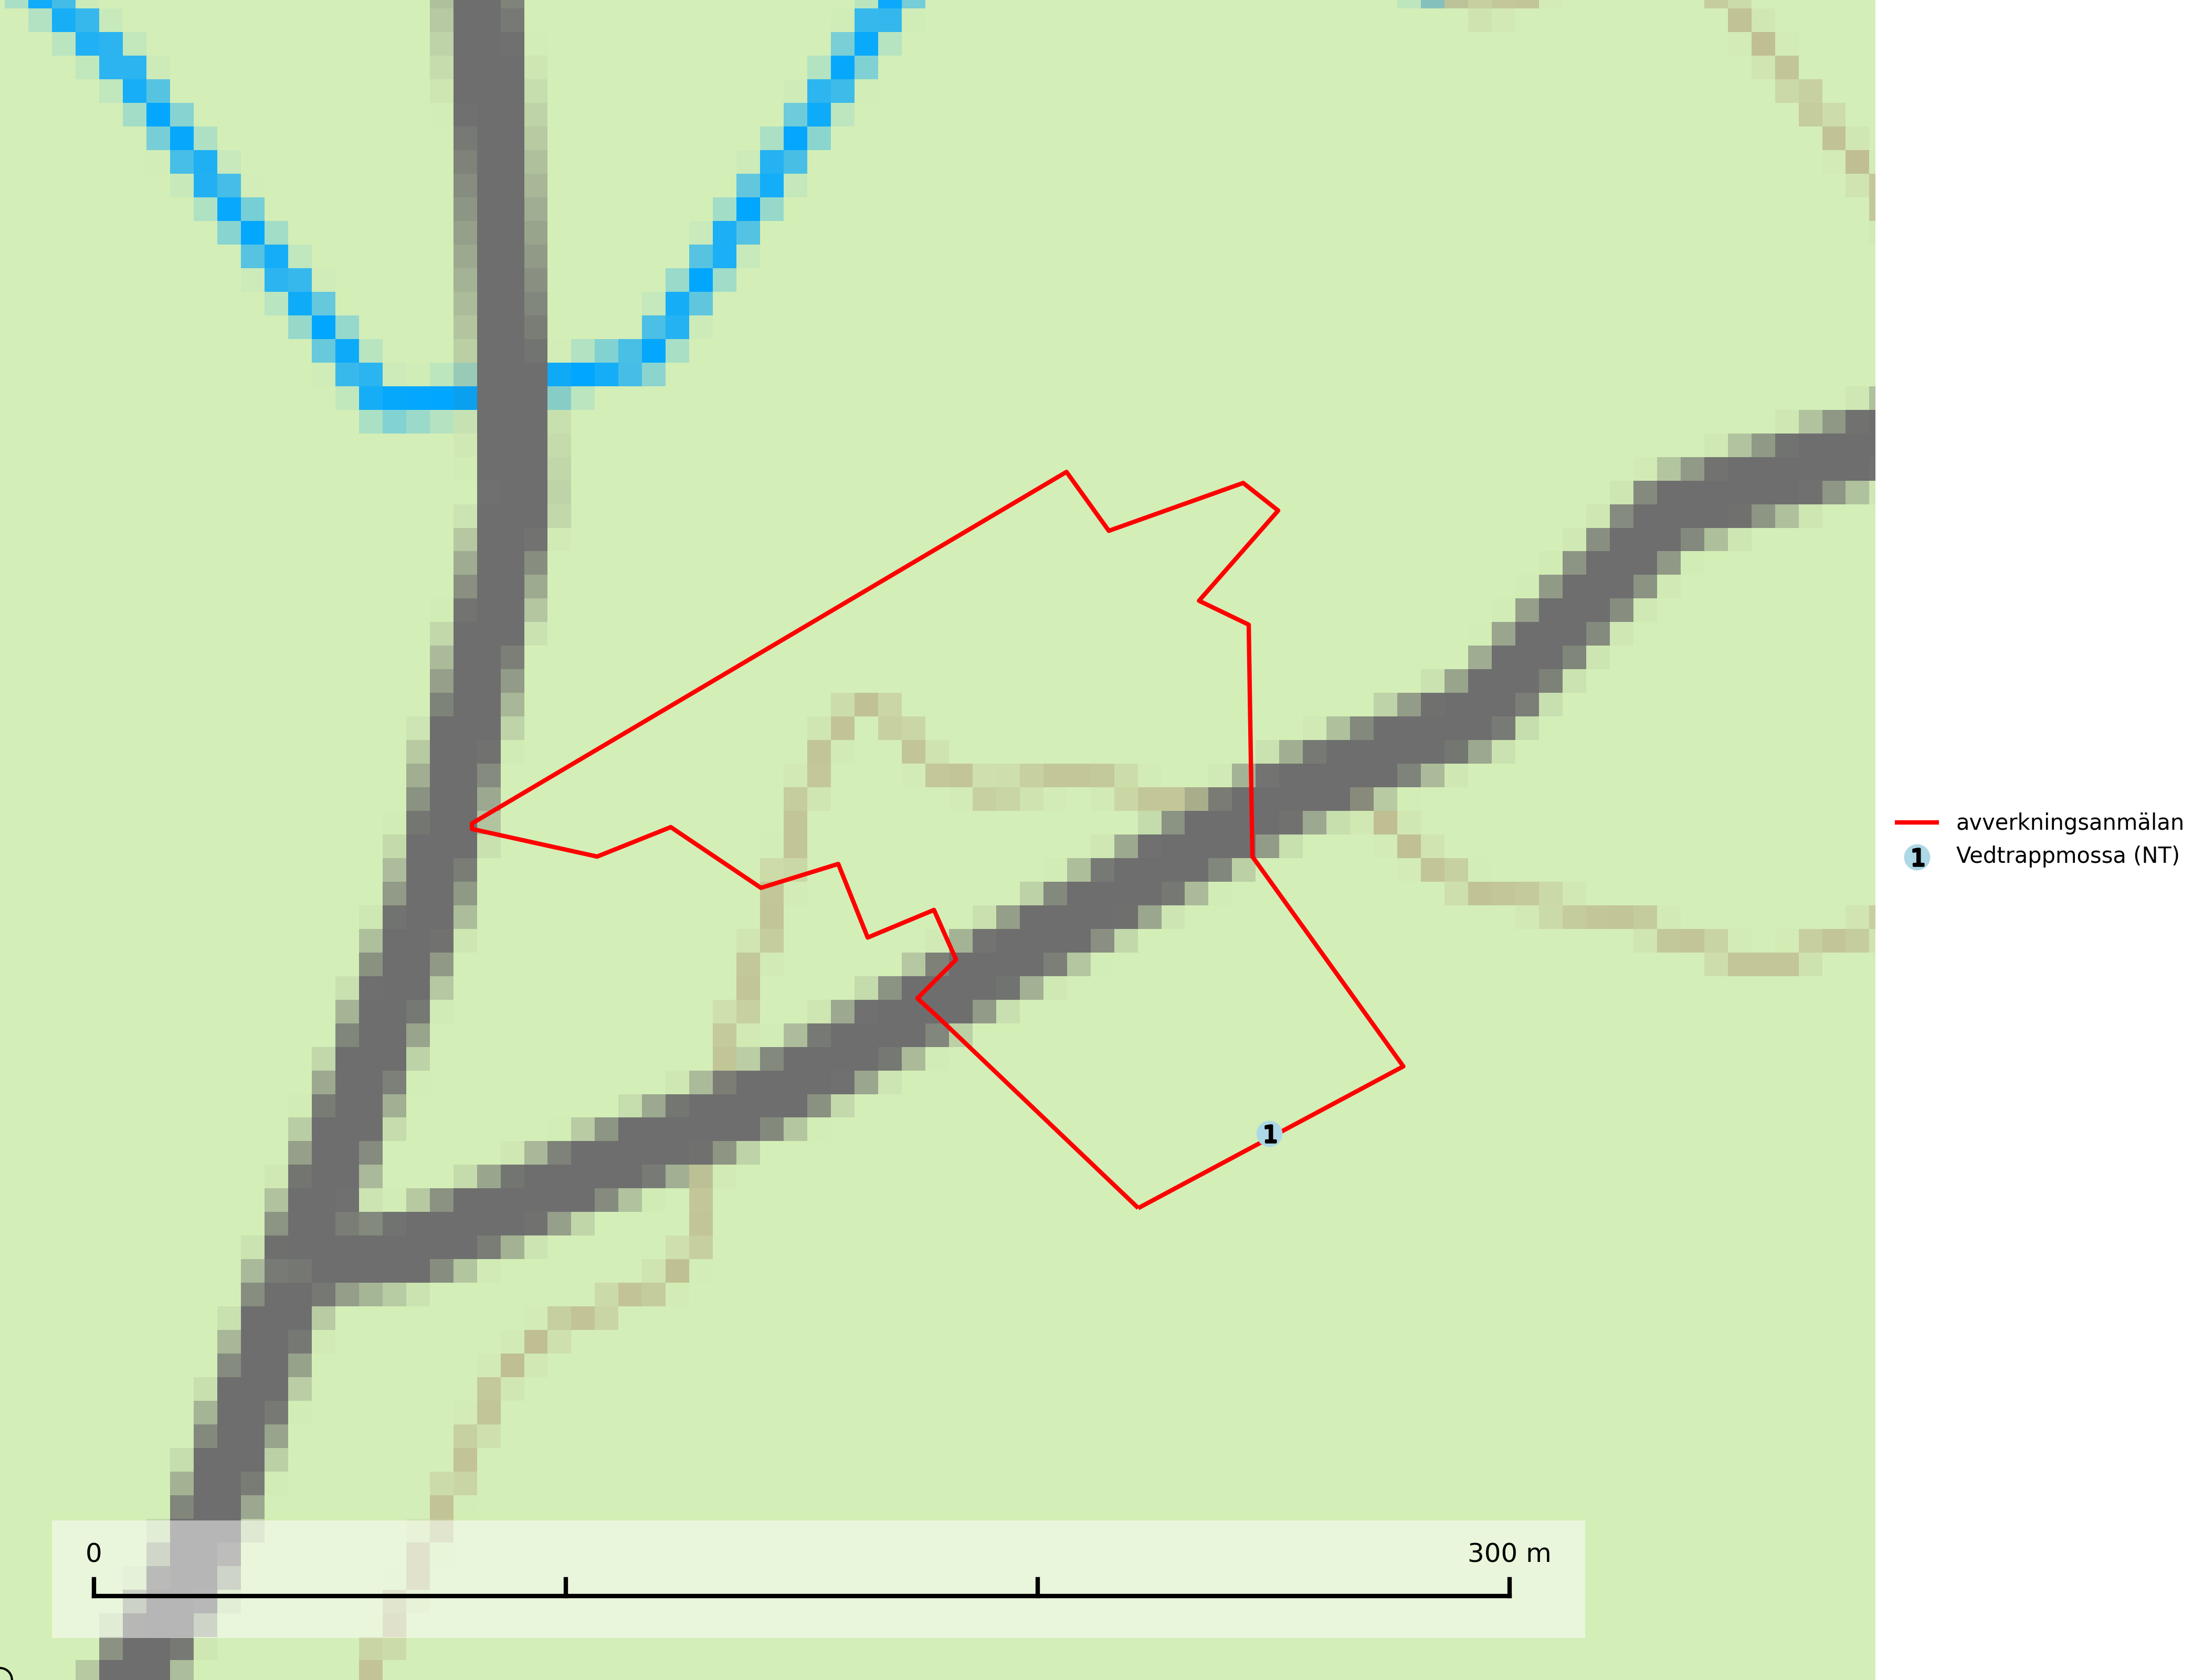 avverkningsanmälan
1 Vedtrappmossa (NT)
1
0 300 m